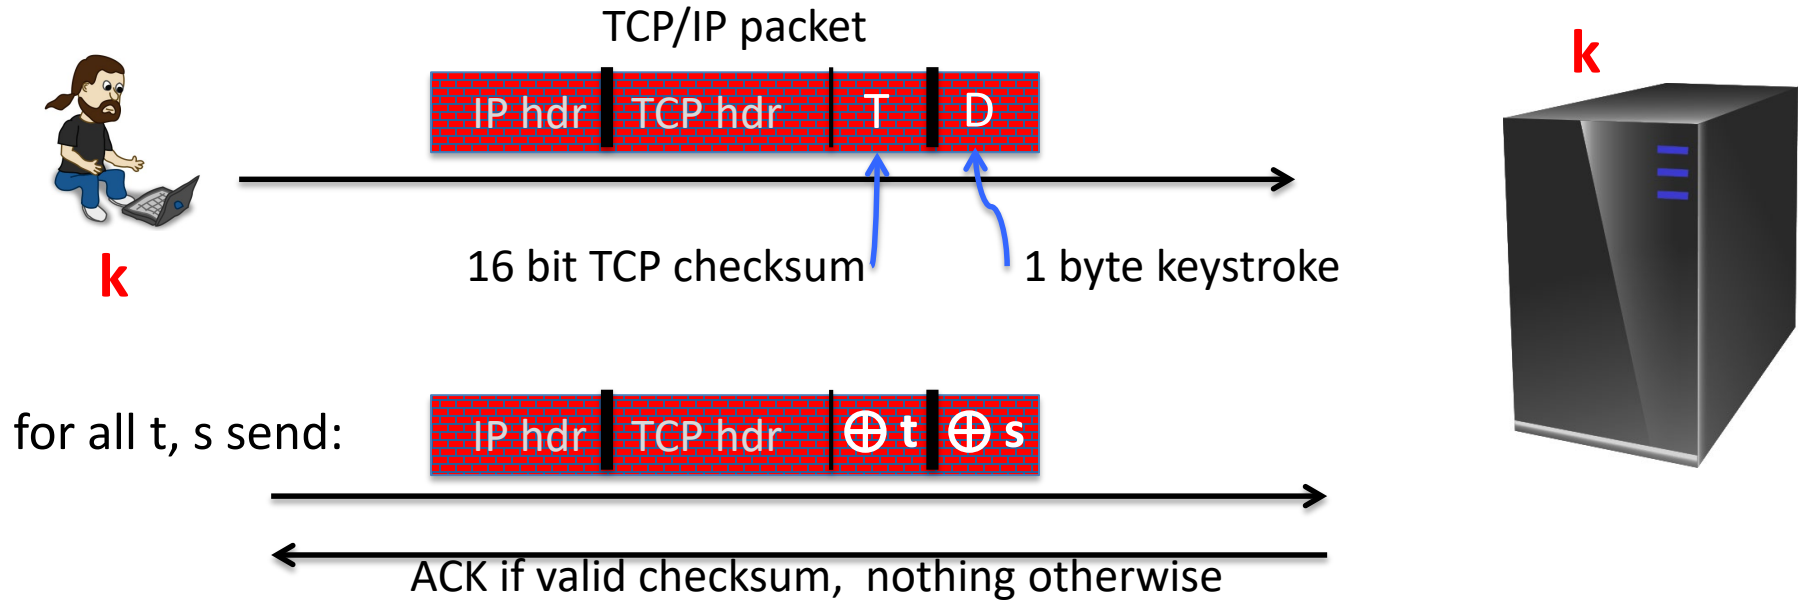 TCP/IP packet
k
IP hdr TCP hdr T D
16 bit TCP checksum 1 byte keystroke
k
for all t, s send: IP hdr TCP hdr ⊕ t ⊕ s
ACK if valid checksum, nothing otherwise